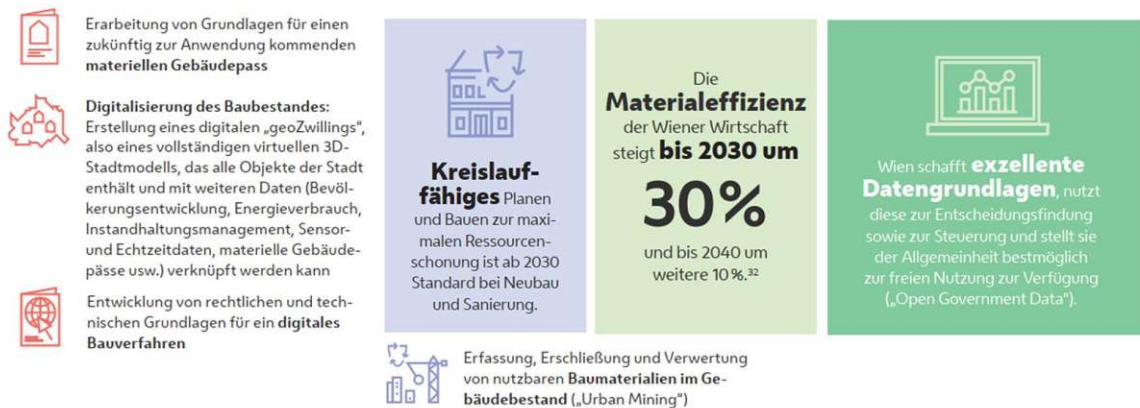 Erarbeitung von Grundlagen für einen
zukünftig zur Anwendung kommenden
materiellen Gebäudepass
Digitalisierung des Baubestandes:
Erstellung eines digitalen „geoZwillings“,
also eines vollständigen virtuellen 3D-
Stadtmodells, das alle Objekte der Stadt
enthält und mit weiteren Daten (Bevöl-
kerungsentwicklung, Energieverbrauch,
Instandhaltungsmanagement, Sensor-
und Echtzeitdaten, materielle Gebäude-
pässe usw.) verknüpft werden kann
Entwicklung von rechtlichen und tech-
nischen Grundlagen für ein digitales
Bauverfahren
Kreislauf-
fähiges Planen
und Bauen zur maxi-
malen Ressourcen-
schonung ist ab 2030
Standard bei Neubau
und Sanierung.
Die
Materialeffizienz
der Wiener Wirtschaft
steigt bis 2030 um
30%
und bis 2040 um
weitere 10 %.³²
Wien schafft exzellente
Datengrundlagen, nutzt
diese zur Entscheidungsfindung
sowie zur Steuerung und stellt sie
der Allgemeinheit bestmöglich
zur freien Nutzung zur Verfügung
(„Open Government Data“).
Erfassung, Erschließung und Verwertung
von nutzbaren Baumaterialien im Ge-
bäudebestand („Urban Mining“)